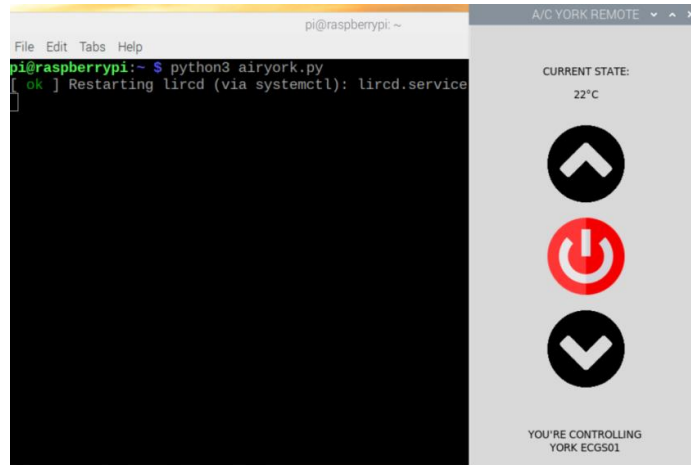 pi@raspberrypi: ~
File Edit Tabs Help
pi@raspberrypi:~ $ python3 airyork.py
[ ok ] Restarting lircd (via systemctl): lircd.service
A/C YORK REMOTE
CURRENT STATE:
22°C
YOU'RE CONTROLLING
YORK ECGS01